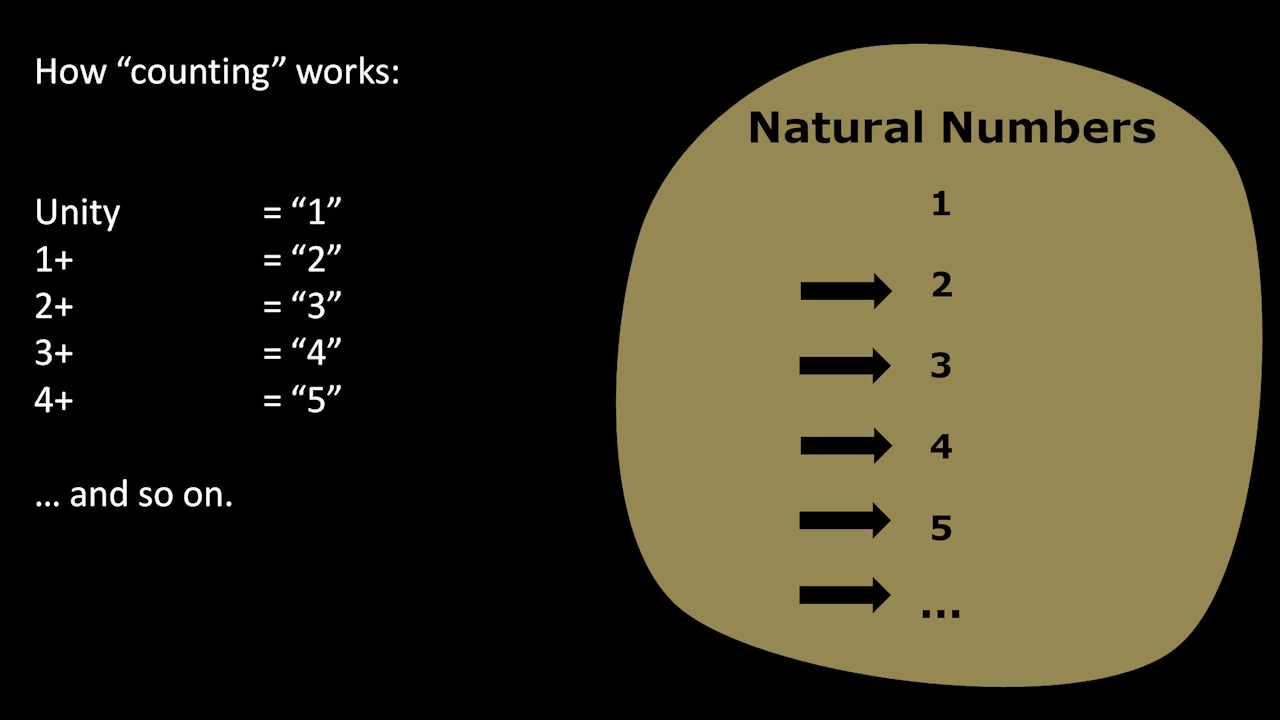 How “counting” works:
Unity = “1”
1+ = “2”
2+ = “3”
3+ = “4”
4+ = “5”
… and so on.
Natural Numbers
1
2
3
4
5
...